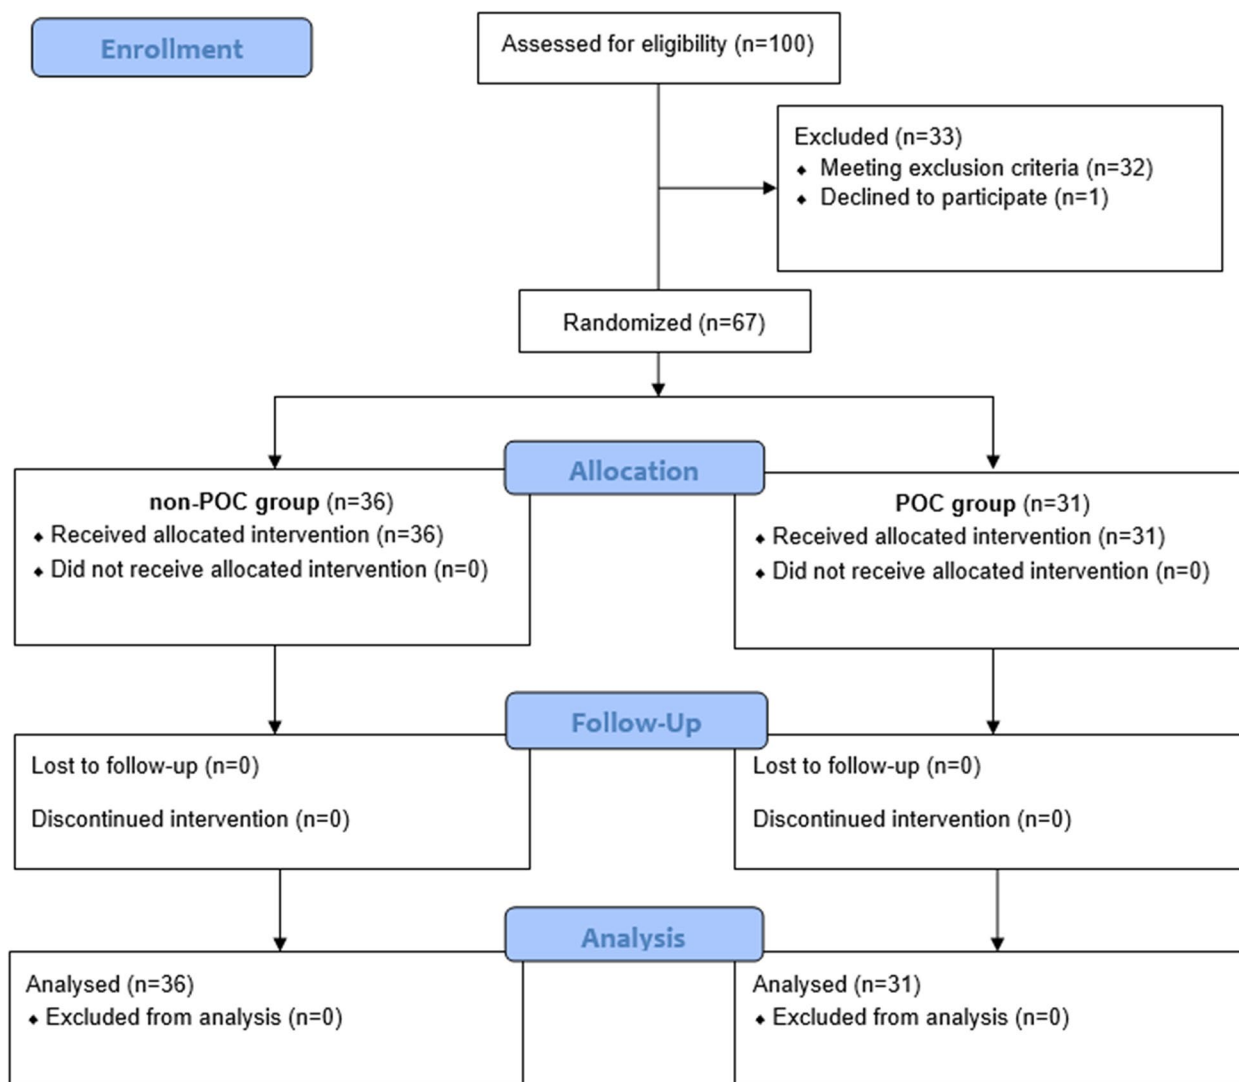 Enrollment
Assessed for eligibility (n=100)
Excluded (n=33)
⬥ Meeting exclusion criteria (n=32)
⬥ Declined to participate (n=1)
Randomized (n=67)
Allocation
non-POC group (n=36)
⬥ Received allocated intervention (n=36)
⬥ Did not receive allocated intervention (n=0)
POC group (n=31)
⬥ Received allocated intervention (n=31)
⬥ Did not receive allocated intervention (n=0)
Follow-Up
Lost to follow-up (n=0)
Discontinued intervention (n=0)
Lost to follow-up (n=0)
Discontinued intervention (n=0)
Analysis
Analysed (n=36)
⬥ Excluded from analysis (n=0)
Analysed (n=31)
⬥ Excluded from analysis (n=0)